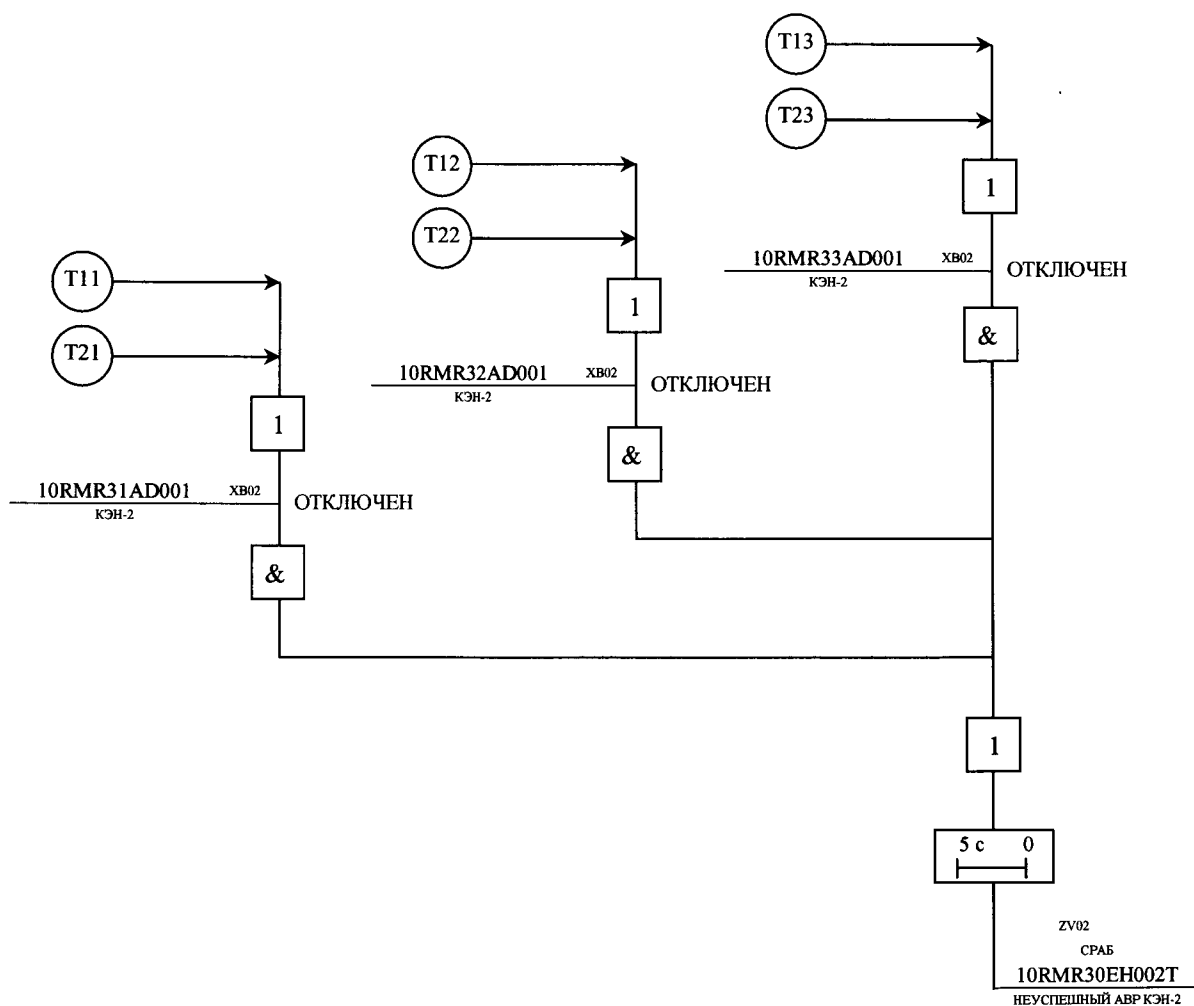 T13
T23
1
10RMR33AD001 XB02 ОТКЛЮЧЕН
КЭН-2
&
T12
T22
1
10RMR32AD001 XB02 ОТКЛЮЧЕН
КЭН-2
&
T11
T21
1
10RMR31AD001 XB02 ОТКЛЮЧЕН
КЭН-2
&
1
5 с 0
ZV02
СРАБ
10RMR30EH002T
НЕУСПЕШНЫЙ АВР КЭН-2